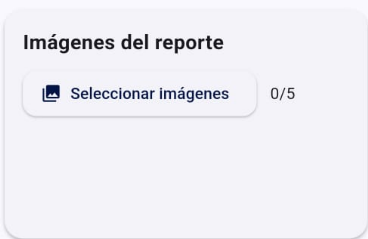 Imágenes del reporte
Seleccionar imágenes 0/5